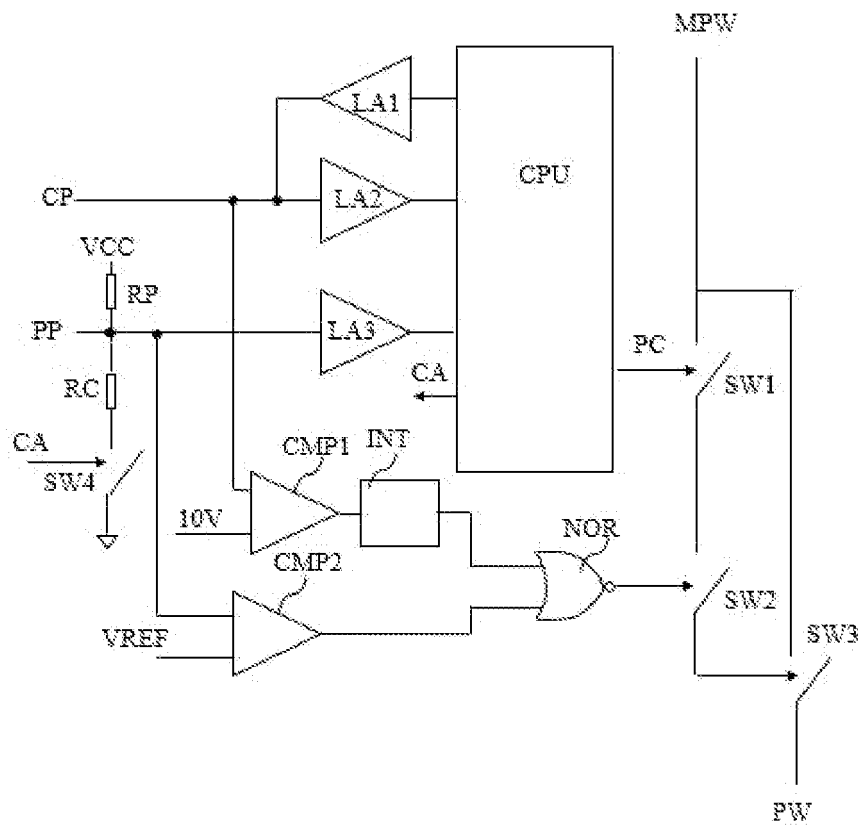 MPW
LA1
CPU
CP
LA2
VCC
RP
PP
LA3
PC
CA
RC
SW1
CA
SW4
CMP1
INT
10V
NOR
CMP2
SW2
VREF
SW3
PW